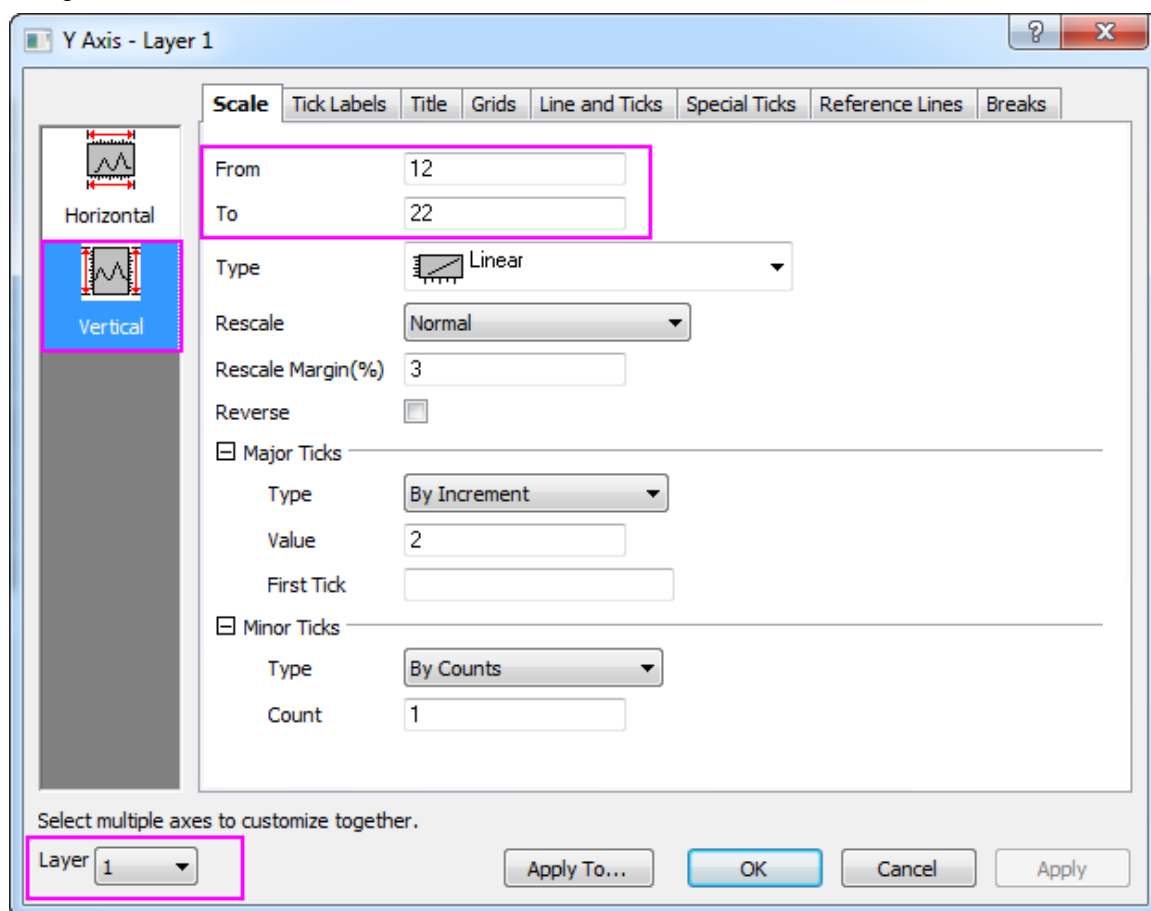 Y Axis - Layer 1
?
X
Scale Tick Labels Title Grids Line and Ticks Special Ticks Reference Lines Breaks
Horizontal
Vertical
From 12
To 22
Type Linear
Rescale Normal
Rescale Margin(%) 3
Reverse
Major Ticks
Type By Increment
Value 2
First Tick
Minor Ticks
Type By Counts
Count 1
Select multiple axes to customize together.
Layer 1
Apply To... OK Cancel Apply